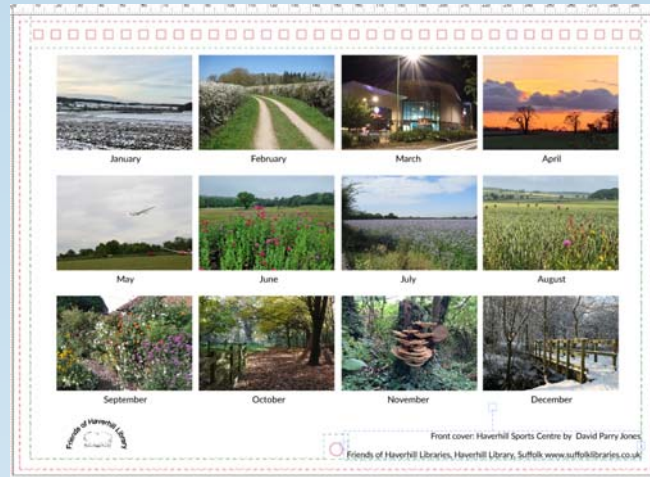 January
February
March
April
May
June
July
August
September
October
November
December
Friends of Haverhill Library
Front cover: Haverhill Sports Centre by David Parry Jones
Friends of Haverhill Libraries, Haverhill Library, Suffolk www.suffolklibraries.co.uk